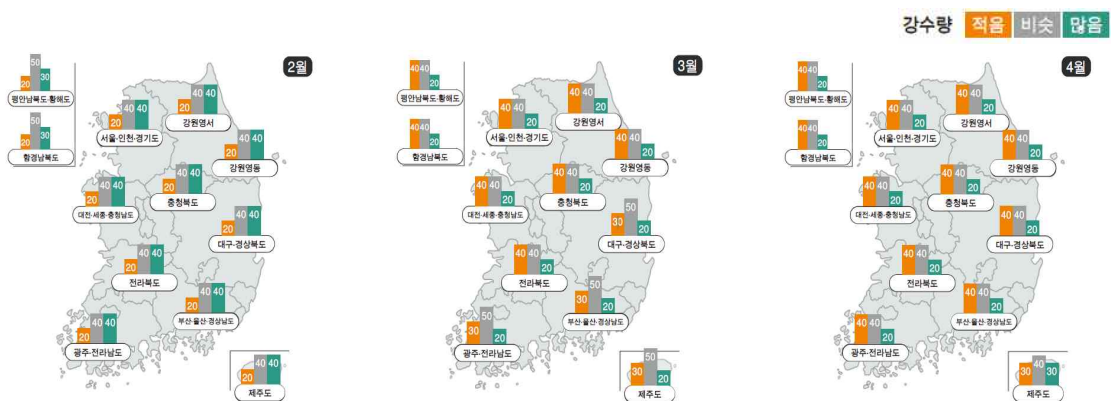 강수량 적음 비슷 많음
2월
20 50 30
평안남북도·황해도
20 50 30
함경남북도
20 40 40
서울·인천·경기도
20 40 40
강원영서
20 40 40
강원영동
20 40 40
대전·세종·충청남도
20 40 40
충청북도
20 40 40
대구·경상북도
20 40 40
전라북도
20 40 40
부산·울산·경상남도
20 40 40
광주·전라남도
20 40 40
제주도
3월
40 40 20
평안남북도·황해도
40 40 20
함경남북도
40 40 20
서울·인천·경기도
40 40 20
강원영서
40 40 20
강원영동
40 40 20
대전·세종·충청남도
40 40 20
충청북도
30 50 20
대구·경상북도
40 40 20
전라북도
30 50 20
부산·울산·경상남도
30 50 20
광주·전라남도
30 50 20
제주도
4월
40 40 20
평안남북도·황해도
40 40 20
함경남북도
40 40 20
서울·인천·경기도
40 40 20
강원영서
40 40 20
강원영동
40 40 20
대전·세종·충청남도
40 40 20
충청북도
40 40 20
대구·경상북도
40 40 20
전라북도
40 40 20
부산·울산·경상남도
40 40 20
광주·전라남도
30 40 30
제주도